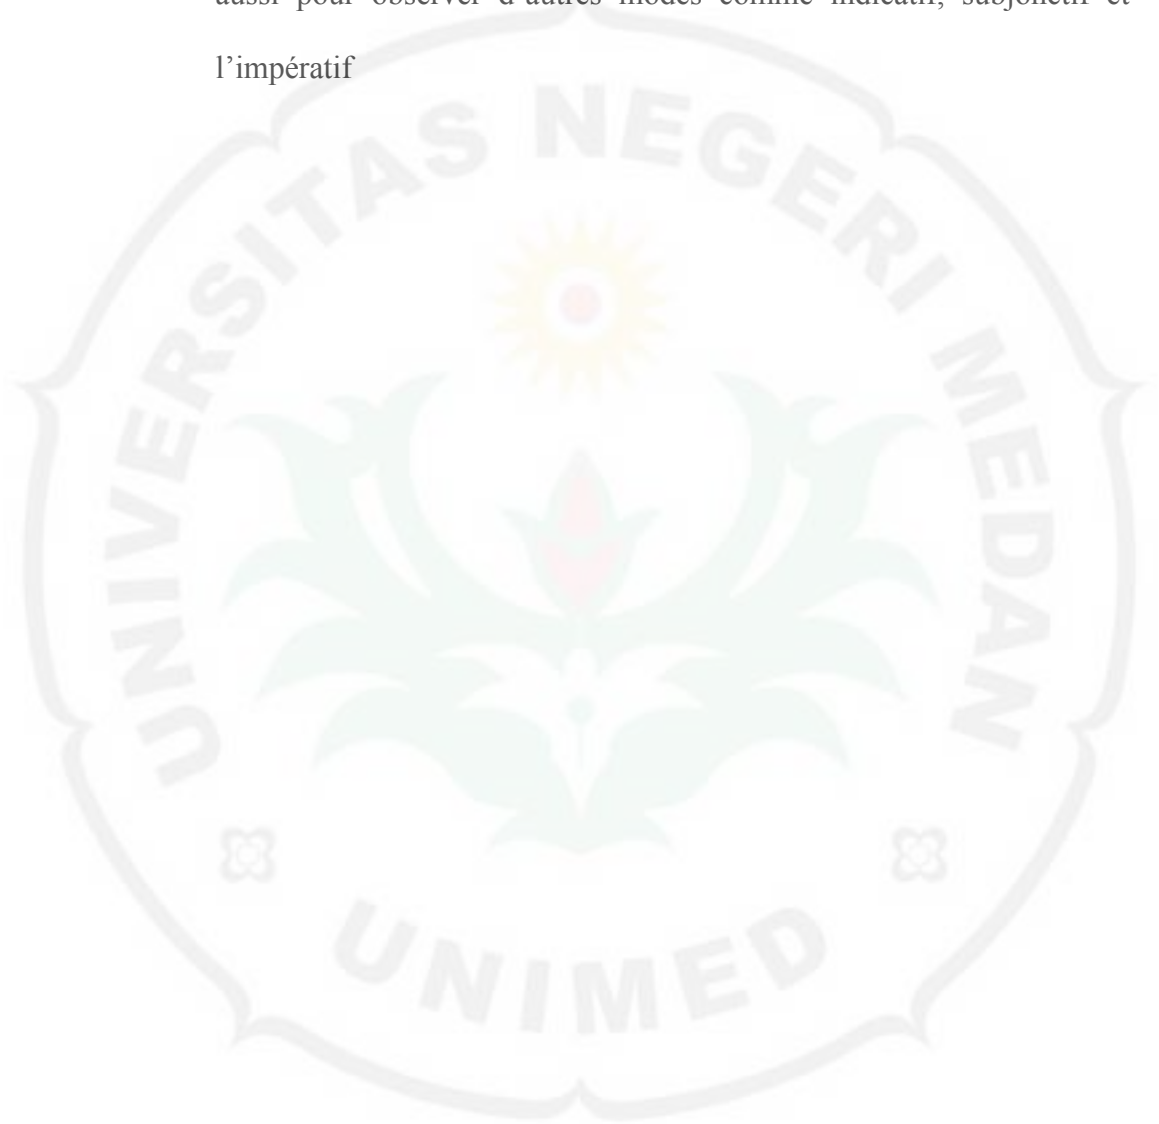 aussi pour observer d'autres modes comme indicatif, subjonctif et
l'impératif
UNIVERSITAS NEGERI MEDAN
UNIMED